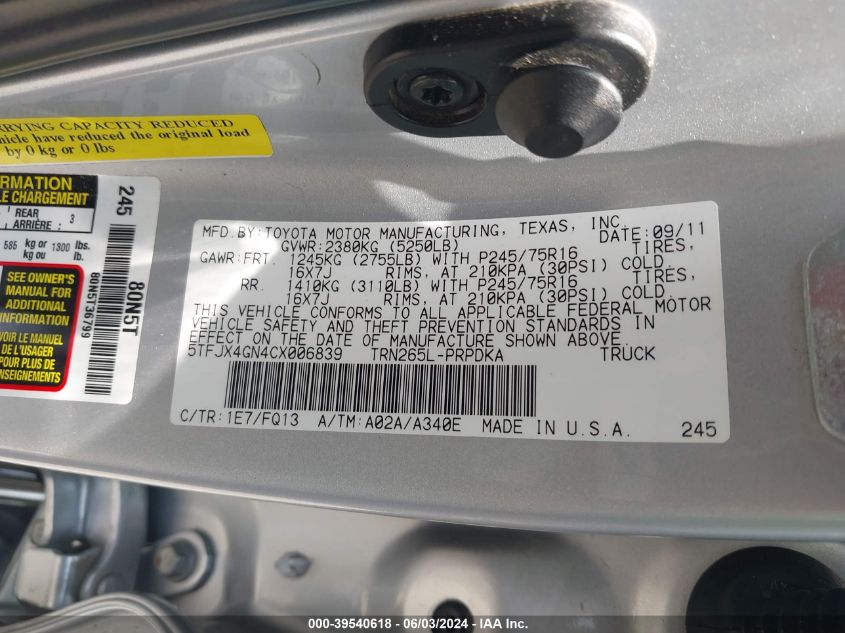 RRYING CAPACITY REDUCED
hicle have reduced the original load
by 0 kg or 0 lbs
RMATION
LE CHARGEMENT
REAR
ARRIÈRE : 3
585 kg or 1300 lbs.
kg ou lb.
SEE OWNER'S
MANUAL FOR
ADDITIONAL
INFORMATION
VOIR LE MANUEL
DE L'USAGER
POUR PLUS DE
RENSEIGNEMENTS
245
80N5T
80N5T36799
MFD.BY:TOYOTA MOTOR MANUFACTURING, TEXAS, INC. DATE:09/11
GVWR:2380KG (5250LB)
GAWR:FRT. 1245KG (2755LB) WITH P245/75R16 TIRES,
16X7J RIMS, AT 210KPA (30PSI) COLD.
RR. 1410KG (3110LB) WITH P245/75R16 TIRES,
16X7J RIMS, AT 210KPA (30PSI) COLD.
THIS VEHICLE CONFORMS TO ALL APPLICABLE FEDERAL MOTOR
VEHICLE SAFETY AND THEFT PREVENTION STANDARDS IN
EFFECT ON THE DATE OF MANUFACTURE SHOWN ABOVE.
5TFJX4GN4CX006839 TRN265L-PRPDKA TRUCK
C/TR:1E7/FQ13 A/TM:A02A/A340E MADE IN U.S.A. 245
000-39540618 - 06/03/2024 - IAA Inc.